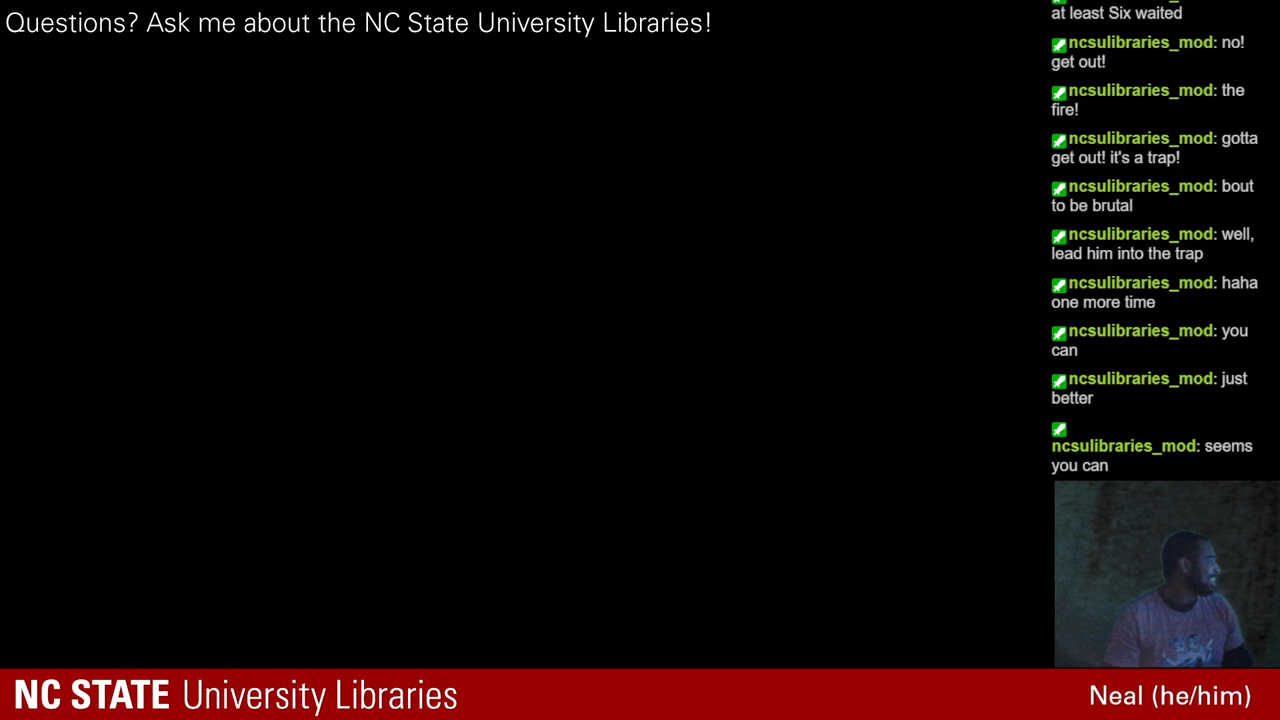 Questions? Ask me about the NC State University Libraries!
at least Six waited
ncsulibraries_mod: no!
get out!
ncsulibraries_mod: the
fire!
ncsulibraries_mod: gotta
get out! it's a trap!
ncsulibraries_mod: bout
to be brutal
ncsulibraries_mod: well,
lead him into the trap
ncsulibraries_mod: haha
one more time
ncsulibraries_mod: you
can
ncsulibraries_mod: just
better
ncsulibraries_mod: seems
you can
NC STATE University Libraries
Neal (he/him)